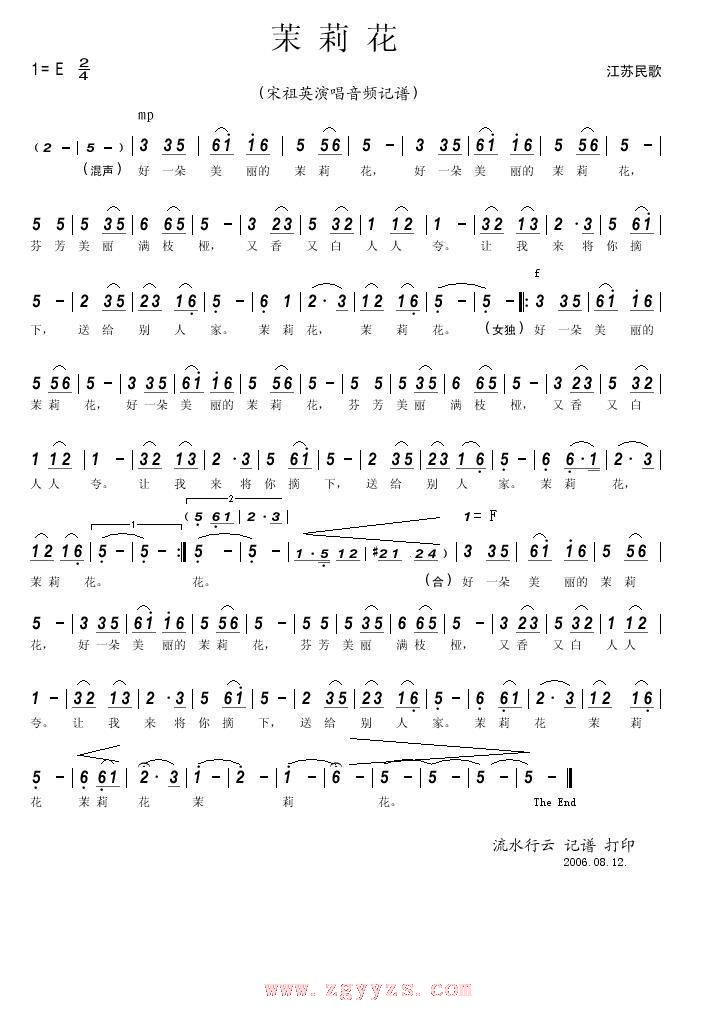 茉莉花
1=E 2/4
江苏民歌
(宋祖英演唱音频记谱)
mp
(2 - | 5 - ) | 3 35 | 61 16 | 5 56 | 5 - | 3 35 | 61 16 | 5 56 | 5 - |
(混声) 好 一朵 美 丽的 茉 莉 花, 好 一朵 美 丽的 茉 莉 花,
5 5 | 5 35 | 6 65 | 5 - | 3 23 | 5 32 | 1 12 | 1 - | 32 13 | 2·3 | 5 61 |
芬 芳 美 丽 满 枝 桠, 又 香 又 白 人 人 夸。 让 我 来 将 你 摘
f
5 - | 2 35 | 23 16 | 5 - | 6 1 | 2·3 | 12 16 | 5 - | 5 - |: 3 35 | 61 16 |
下, 送 给 别 人 家。 茉 莉 花, 茉 莉 花。 (女独) 好 一朵 美 丽的
5 56 | 5 - | 3 35 | 61 16 | 5 56 | 5 - | 5 5 | 5 35 | 6 65 | 5 - | 3 23 | 5 32 |
茉 莉 花, 好 一朵 美 丽的 茉 莉 花, 芬 芳 美 丽 满 枝 桠, 又 香 又 白
1 12 | 1 - | 32 13 | 2·3 | 5 61 | 5 - | 2 35 | 23 16 | 5 - | 6 6·1 | 2·3 |
人 人 夸。 让 我 来 将 你 摘 下, 送 给 别 人 家。 茉 莉 花,
2
(5 61 | 2·3 |
1=F
1
12 16 | 5 - | 5 - :| 5 - | 5 - | 1·5 12 | #21 24) | 3 35 | 61 16 | 5 56 |
茉 莉 花。 花。 (合) 好 一朵 美 丽的 茉 莉
5 - | 3 35 | 61 16 | 5 56 | 5 - | 5 5 | 5 35 | 6 65 | 5 - | 3 23 | 5 32 | 1 12 |
花, 好 一朵 美 丽的 茉 莉 花, 芬 芳 美 丽 满 枝 桠, 又 香 又 白 人 人
1 - | 32 13 | 2·3 | 5 61 | 5 - | 2 35 | 23 16 | 5 - | 6 61 | 2·3 | 12 16 |
夸。 让 我 来 将 你 摘 下, 送 给 别 人 家。 茉 莉 花 茉 莉
5 - | 6 61 | 2·3 | 1 - | 2 - | 1 - | 6 - | 5 - | 5 - | 5 - | 5 - ‖
花 茉 莉 花 茉 莉 花。 The End
流水行云 记谱 打印
2006.08.12.
www.zgyyzs.com